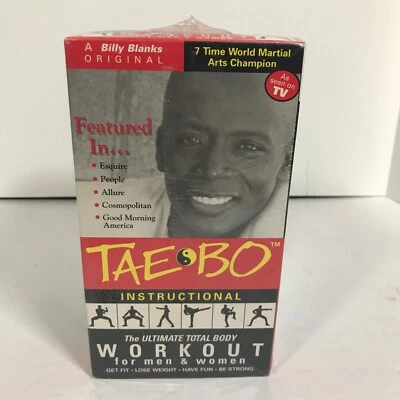 A Billy Blanks
ORIGINAL
7 Time World Martial
Arts Champion
As
seen on
TV
Featured
In...
• Esquire
• People
• Allure
• Cosmopolitan
• Good Morning
America
TAE BO™
INSTRUCTIONAL
The ULTIMATE TOTAL BODY
WORKOUT
for men & women
GET FIT • LOSE WEIGHT • HAVE FUN • BE STRONG